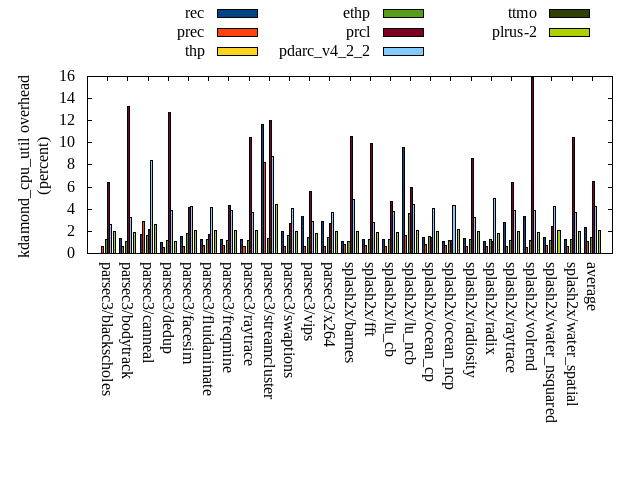 rec
prec
thp
ethp
prcl
pdarc_v4_2_2
ttmo
plrus-2
kdamond_cpu_util overhead
(percent)
16
14
12
10
8
6
4
2
0
parsec3/blackscholes
parsec3/bodytrack
parsec3/canneal
parsec3/dedup
parsec3/facesim
parsec3/fluidanimate
parsec3/freqmine
parsec3/raytrace
parsec3/streamcluster
parsec3/swaptions
parsec3/vips
parsec3/x264
splash2x/barnes
splash2x/fft
splash2x/lu_cb
splash2x/lu_ncb
splash2x/ocean_cp
splash2x/ocean_ncp
splash2x/radiosity
splash2x/radix
splash2x/raytrace
splash2x/volrend
splash2x/water_nsquared
splash2x/water_spatial
average